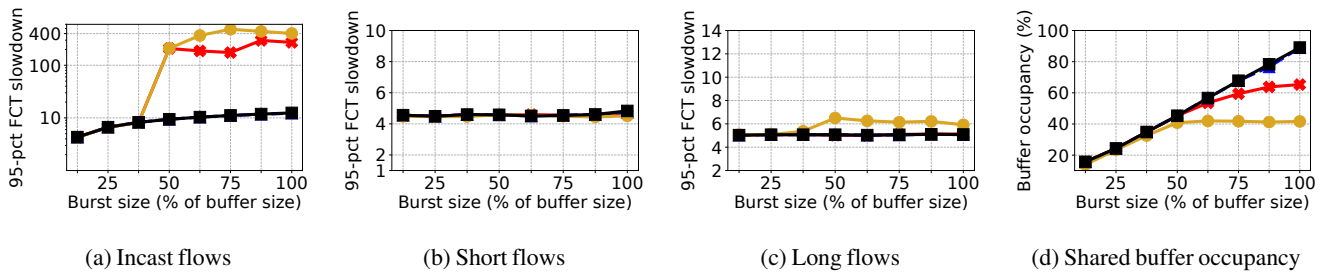 95-pct FCT slowdown
400
100
10
25 50 75 100
Burst size (% of buffer size)
(a) Incast flows
95-pct FCT slowdown
10
8
6
4
2
1
25 50 75 100
Burst size (% of buffer size)
(b) Short flows
95-pct FCT slowdown
14
12
10
8
6
4
2
25 50 75 100
Burst size (% of buffer size)
(c) Long flows
Buffer occupancy (%)
100
80
60
40
20
25 50 75 100
Burst size (% of buffer size)
(d) Shared buffer occupancy